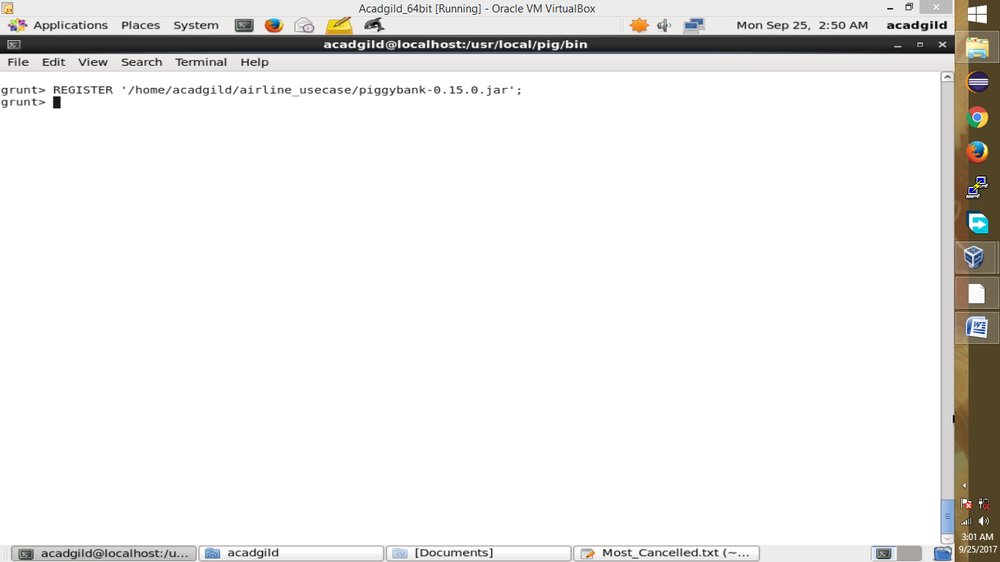 Acadgild_64bit [Running] - Oracle VM VirtualBox
Applications Places System Mon Sep 25, 2:50 AM acadgild
acadgild@localhost:/usr/local/pig/bin
File Edit View Search Terminal Help
grunt> REGISTER '/home/acadgild/airline_usecase/piggybank-0.15.0.jar';
grunt>
acadgild@localhost:/u... acadgild [Documents] Most_Cancelled.txt (~...
3:01 AM
9/25/2017